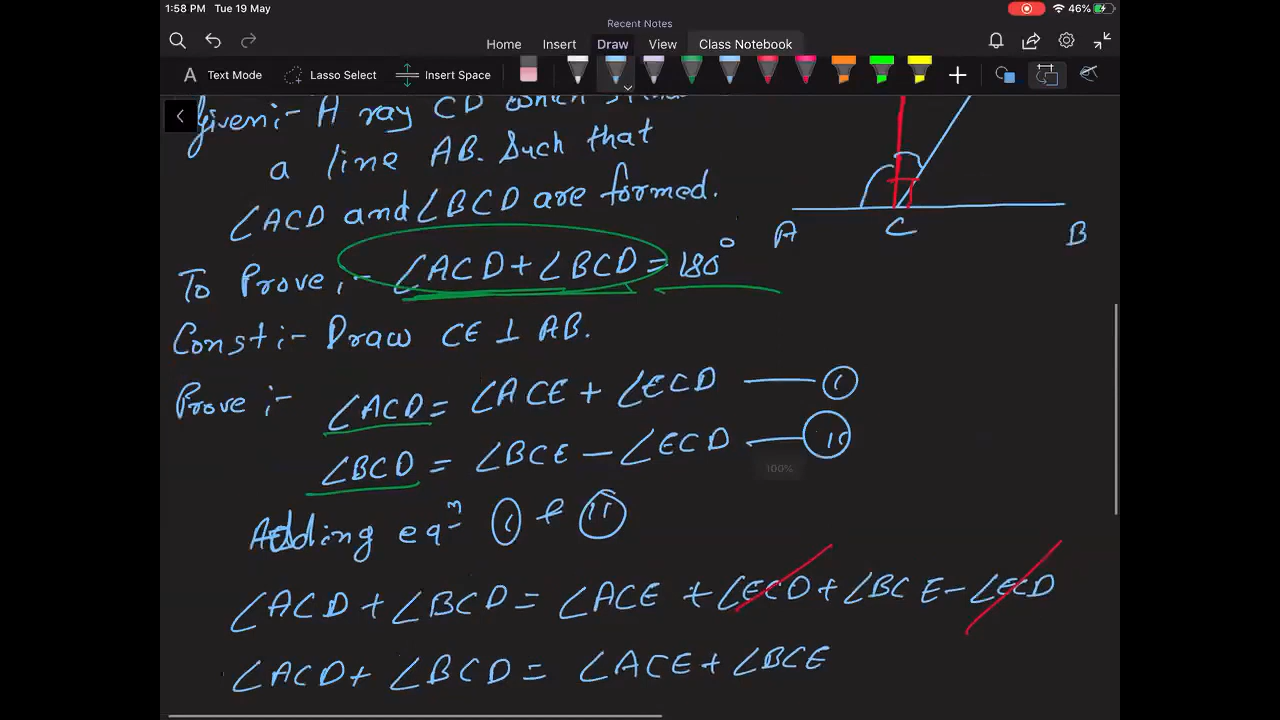 1:58 PM Tue 19 May
46%
Recent Notes
Home Insert Draw View Class Notebook
A Text Mode Lasso Select Insert Space
Given:- A ray CD which
a line AB. Such that
∠ACD and ∠BCD are formed.
A C B
To Prove:- ∠ACD + ∠BCD = 180°
Const:- Draw CE ⊥ AB.
Prove:- ∠ACD = ∠ACE + ∠ECD — (i)
∠BCD = ∠BCE − ∠ECD — (ii)
100%
Adding eqⁿ (i) & (ii)
∠ACD + ∠BCD = ∠ACE + ∠ECD + ∠BCE − ∠ECD
∠ACD + ∠BCD = ∠ACE + ∠BCE